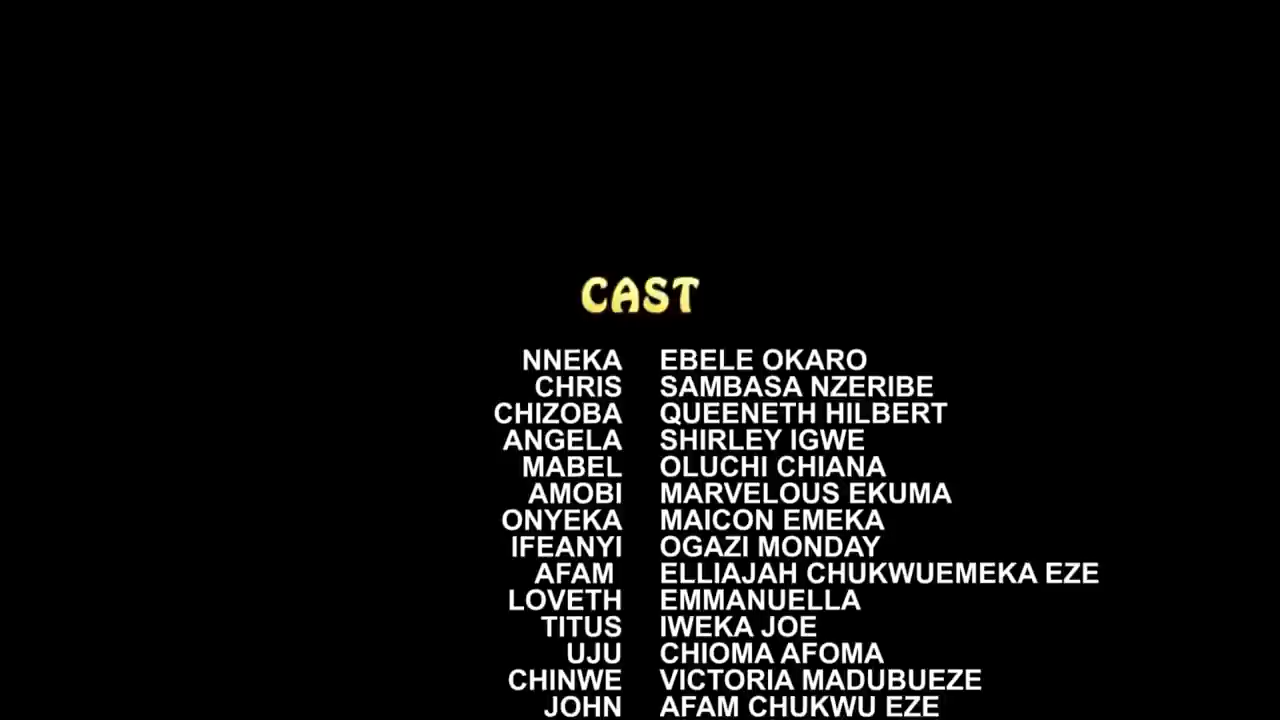 CAST
NNEKA EBELE OKARO
CHRIS SAMBASA NZERIBE
CHIZOBA QUEENETH HILBERT
ANGELA SHIRLEY IGWE
MABEL OLUCHI CHIANA
AMOBI MARVELOUS EKUMA
ONYEKA MAICON EMEKA
IFEANYI OGAZI MONDAY
AFAM ELLIAJAH CHUKWUEMEKA EZE
LOVETH EMMANUELLA
TITUS IWEKA JOE
UJU CHIOMA AFOMA
CHINWE VICTORIA MADUBUEZE
JOHN AFAM CHUKWU EZE